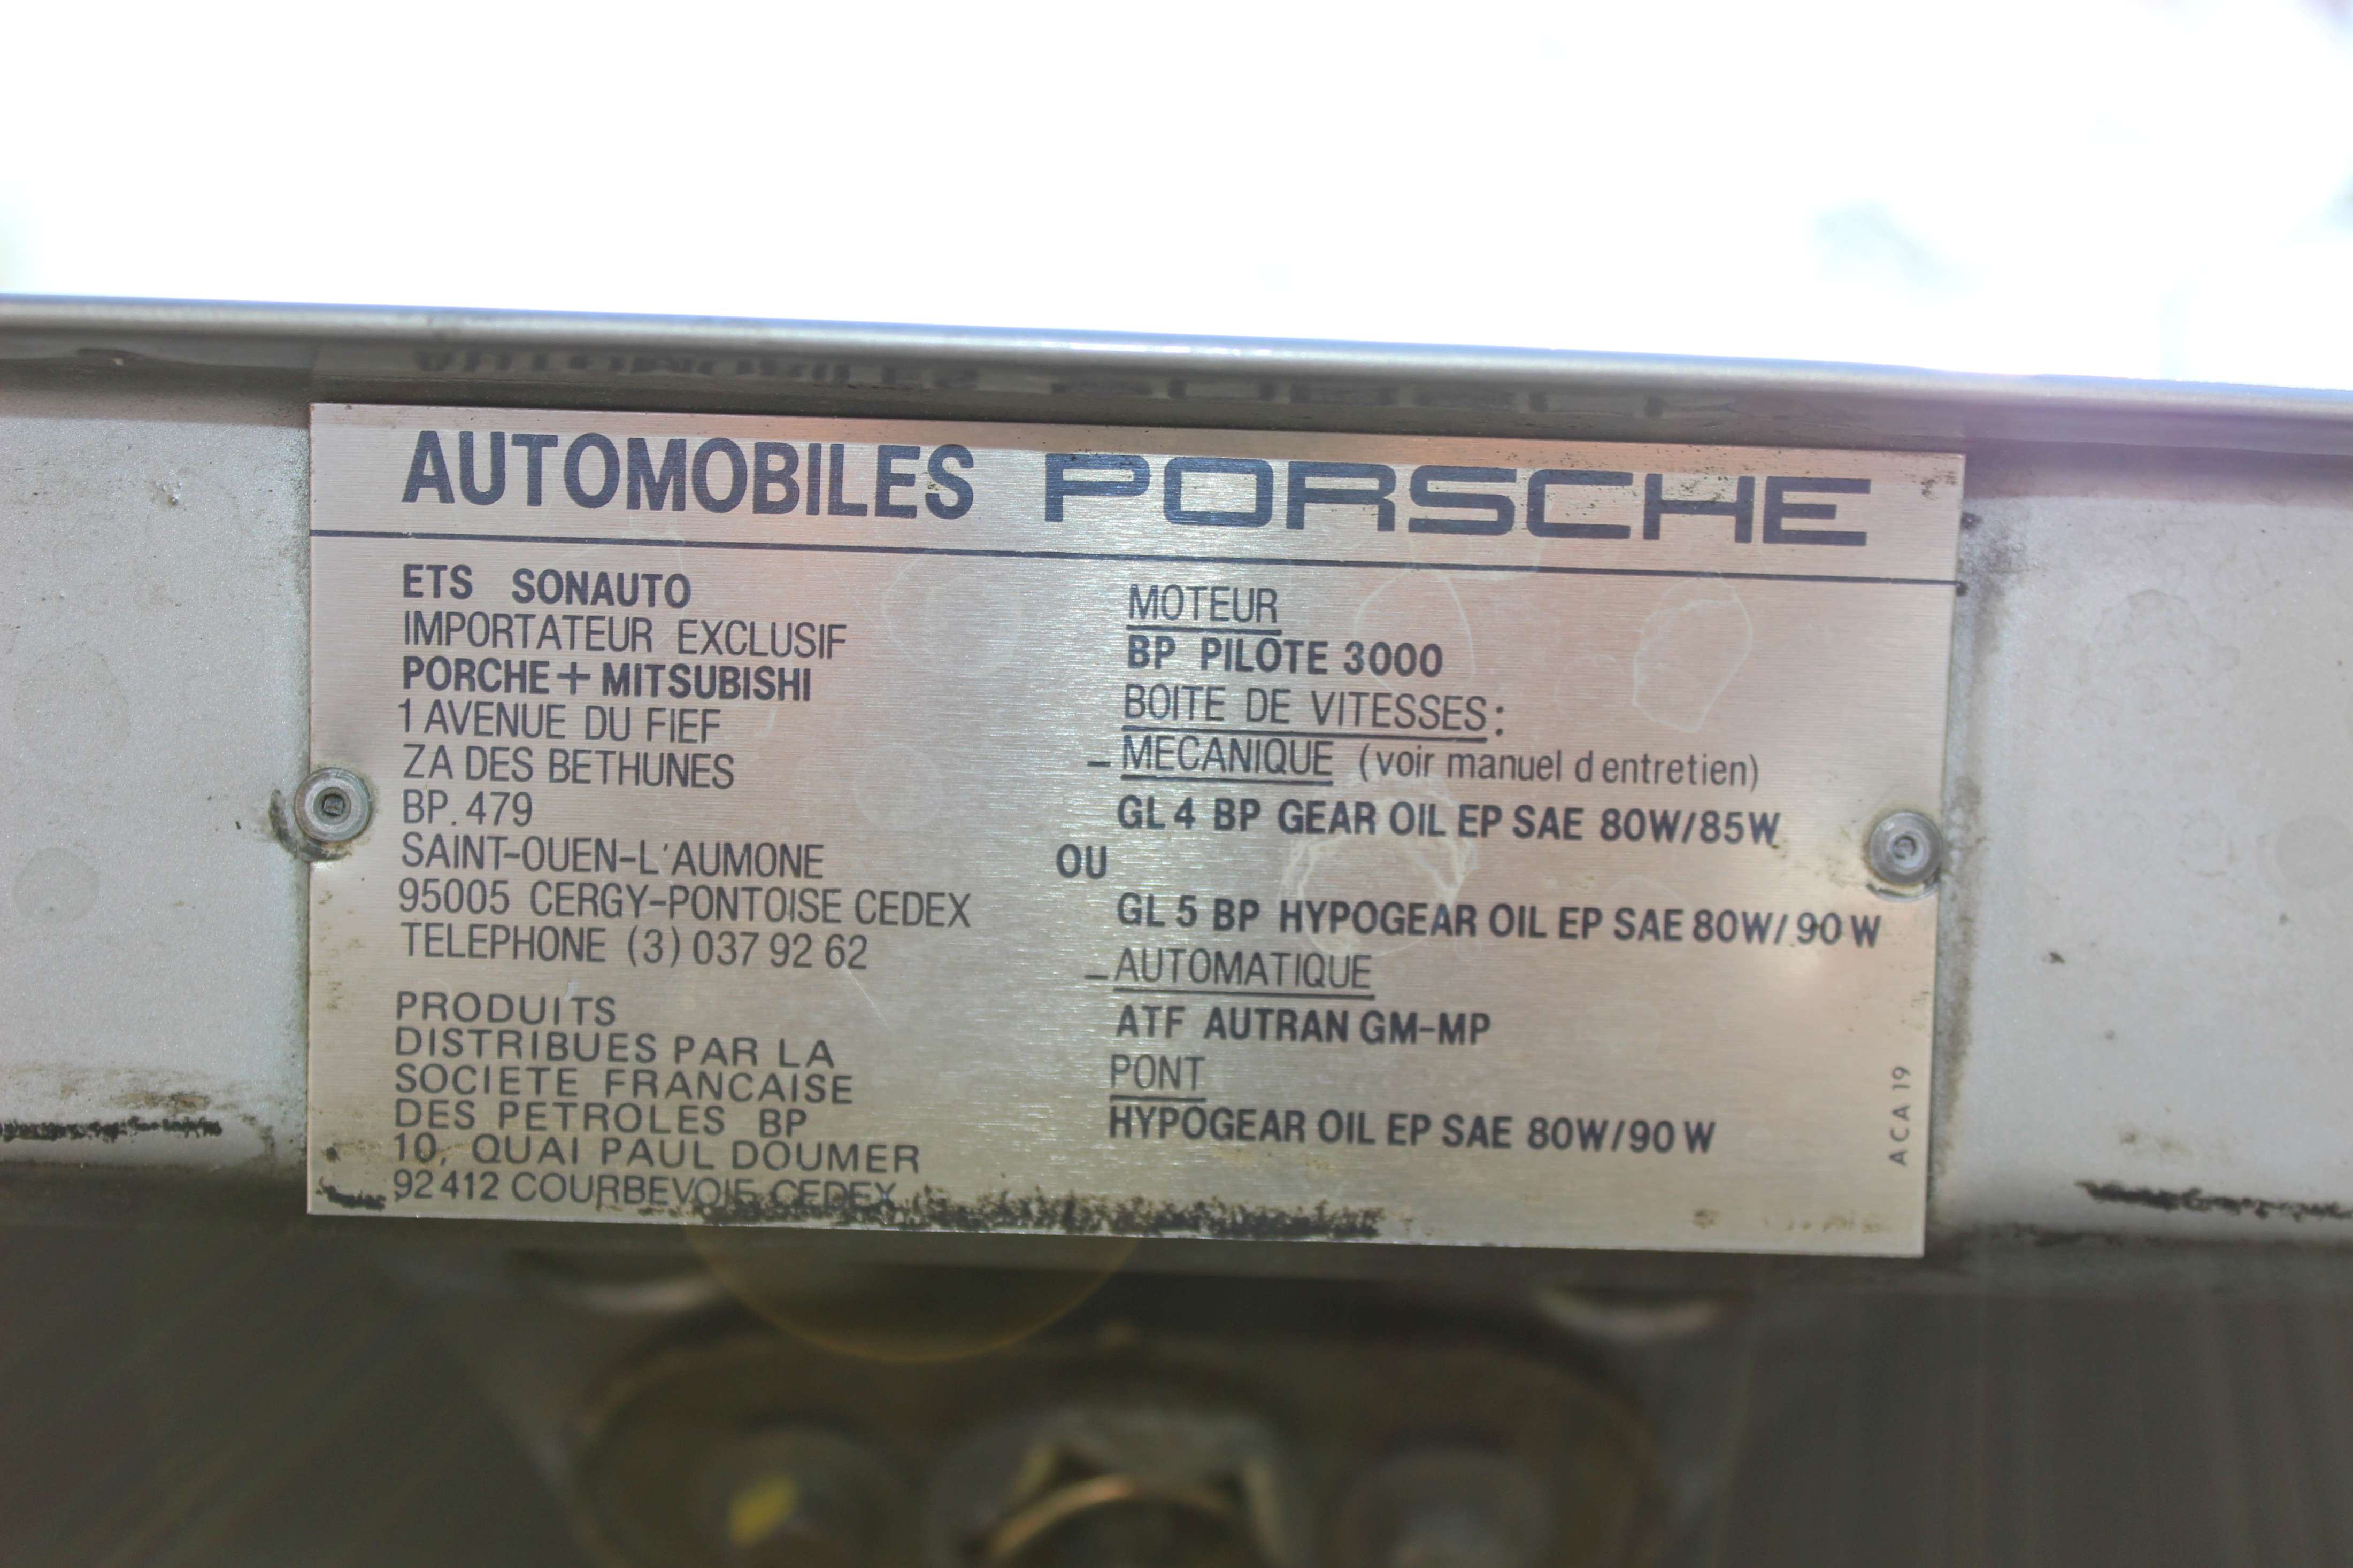 AUTOMOBILES PORSCHE
ETS SONAUTO
IMPORTATEUR EXCLUSIF
PORCHE+MITSUBISHI
1 AVENUE DU FIEF
ZA DES BETHUNES
BP. 479
SAINT-OUEN-L'AUMONE
95005 CERGY-PONTOISE CEDEX
TELEPHONE (3) 037 92 62
PRODUITS
DISTRIBUES PAR LA
SOCIETE FRANCAISE
DES PETROLES BP
10, QUAI PAUL DOUMER
92412 COURBEVOIE CEDEX
MOTEUR
BP PILOTE 3000
BOITE DE VITESSES:
-MECANIQUE (voir manuel d entretien)
GL 4 BP GEAR OIL EP SAE 80W/85W
OU
GL 5 BP HYPOGEAR OIL EP SAE 80W/90W
-AUTOMATIQUE
ATF AUTRAN GM-MP
PONT
HYPOGEAR OIL EP SAE 80W/90W
ACA 19